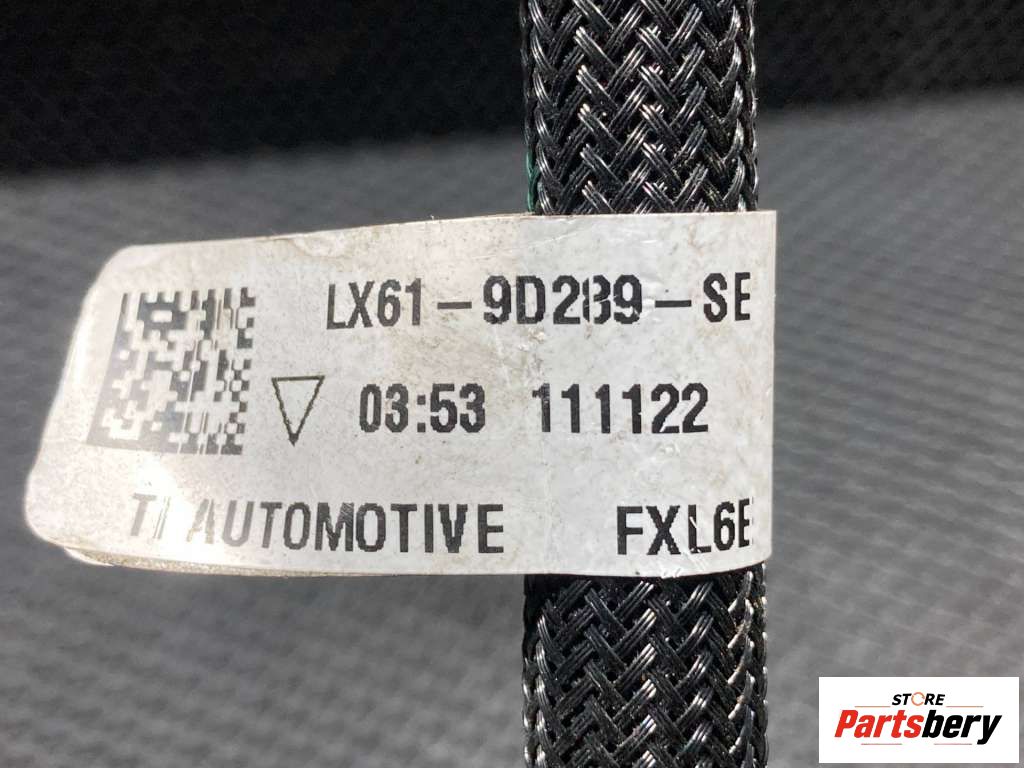 LX61-9D289-SE
03:53 111122
TI AUTOMOTIVE FXL6E
STORE
Partsbery